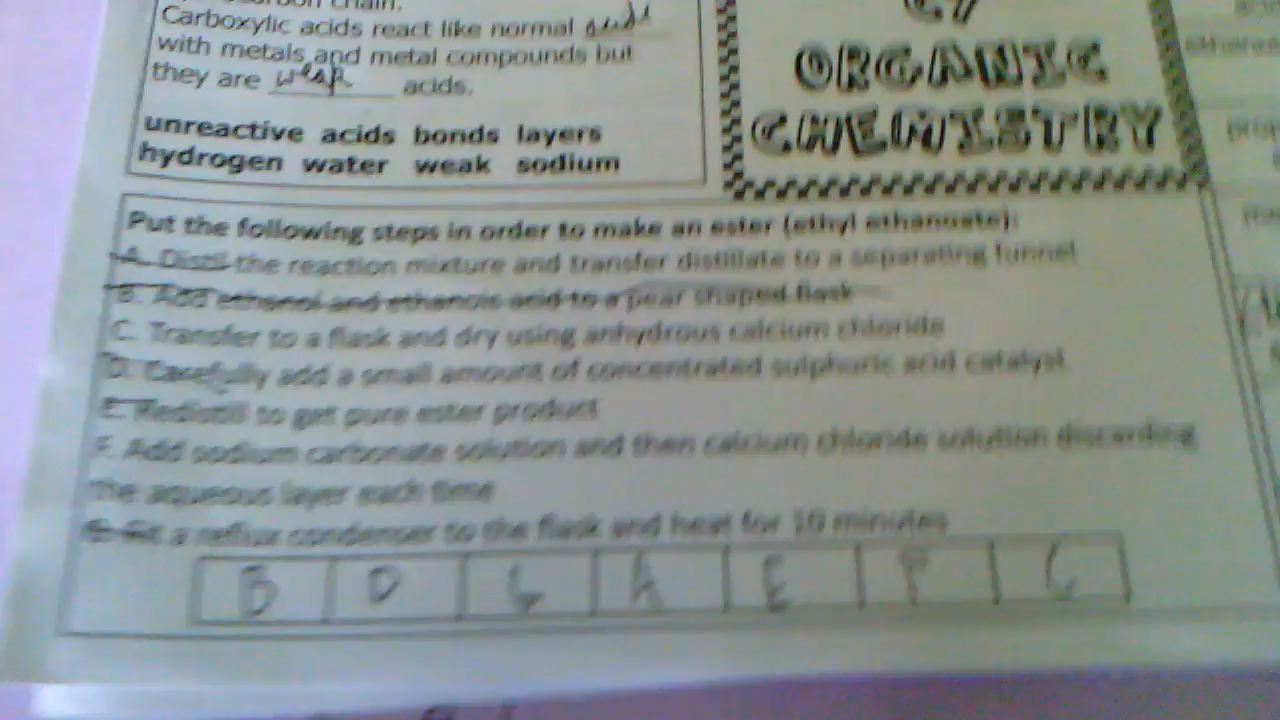 Carboxylic acids react like normal acids
with metals and metal compounds but
they are weak acids.
unreactive acids bonds layers
hydrogen water weak sodium
C7
ORGANIC
CHEMISTRY
Put the following steps in order to make an ester (ethyl ethanoate):
A. Distil the reaction mixture and transfer distillate to a separating funnel
B. Add ethanol and ethanoic acid to a pear shaped flask
C. Transfer to a flask and dry using anhydrous calcium chloride
D. Carefully add a small amount of concentrated sulphuric acid catalyst
E. Redistill to get pure ester product
F. Add sodium carbonate solution and then calcium chloride solution discarding
the aqueous layer each time
G. Fit a reflux condenser to the flask and heat for 10 minutes
B D G A E F C